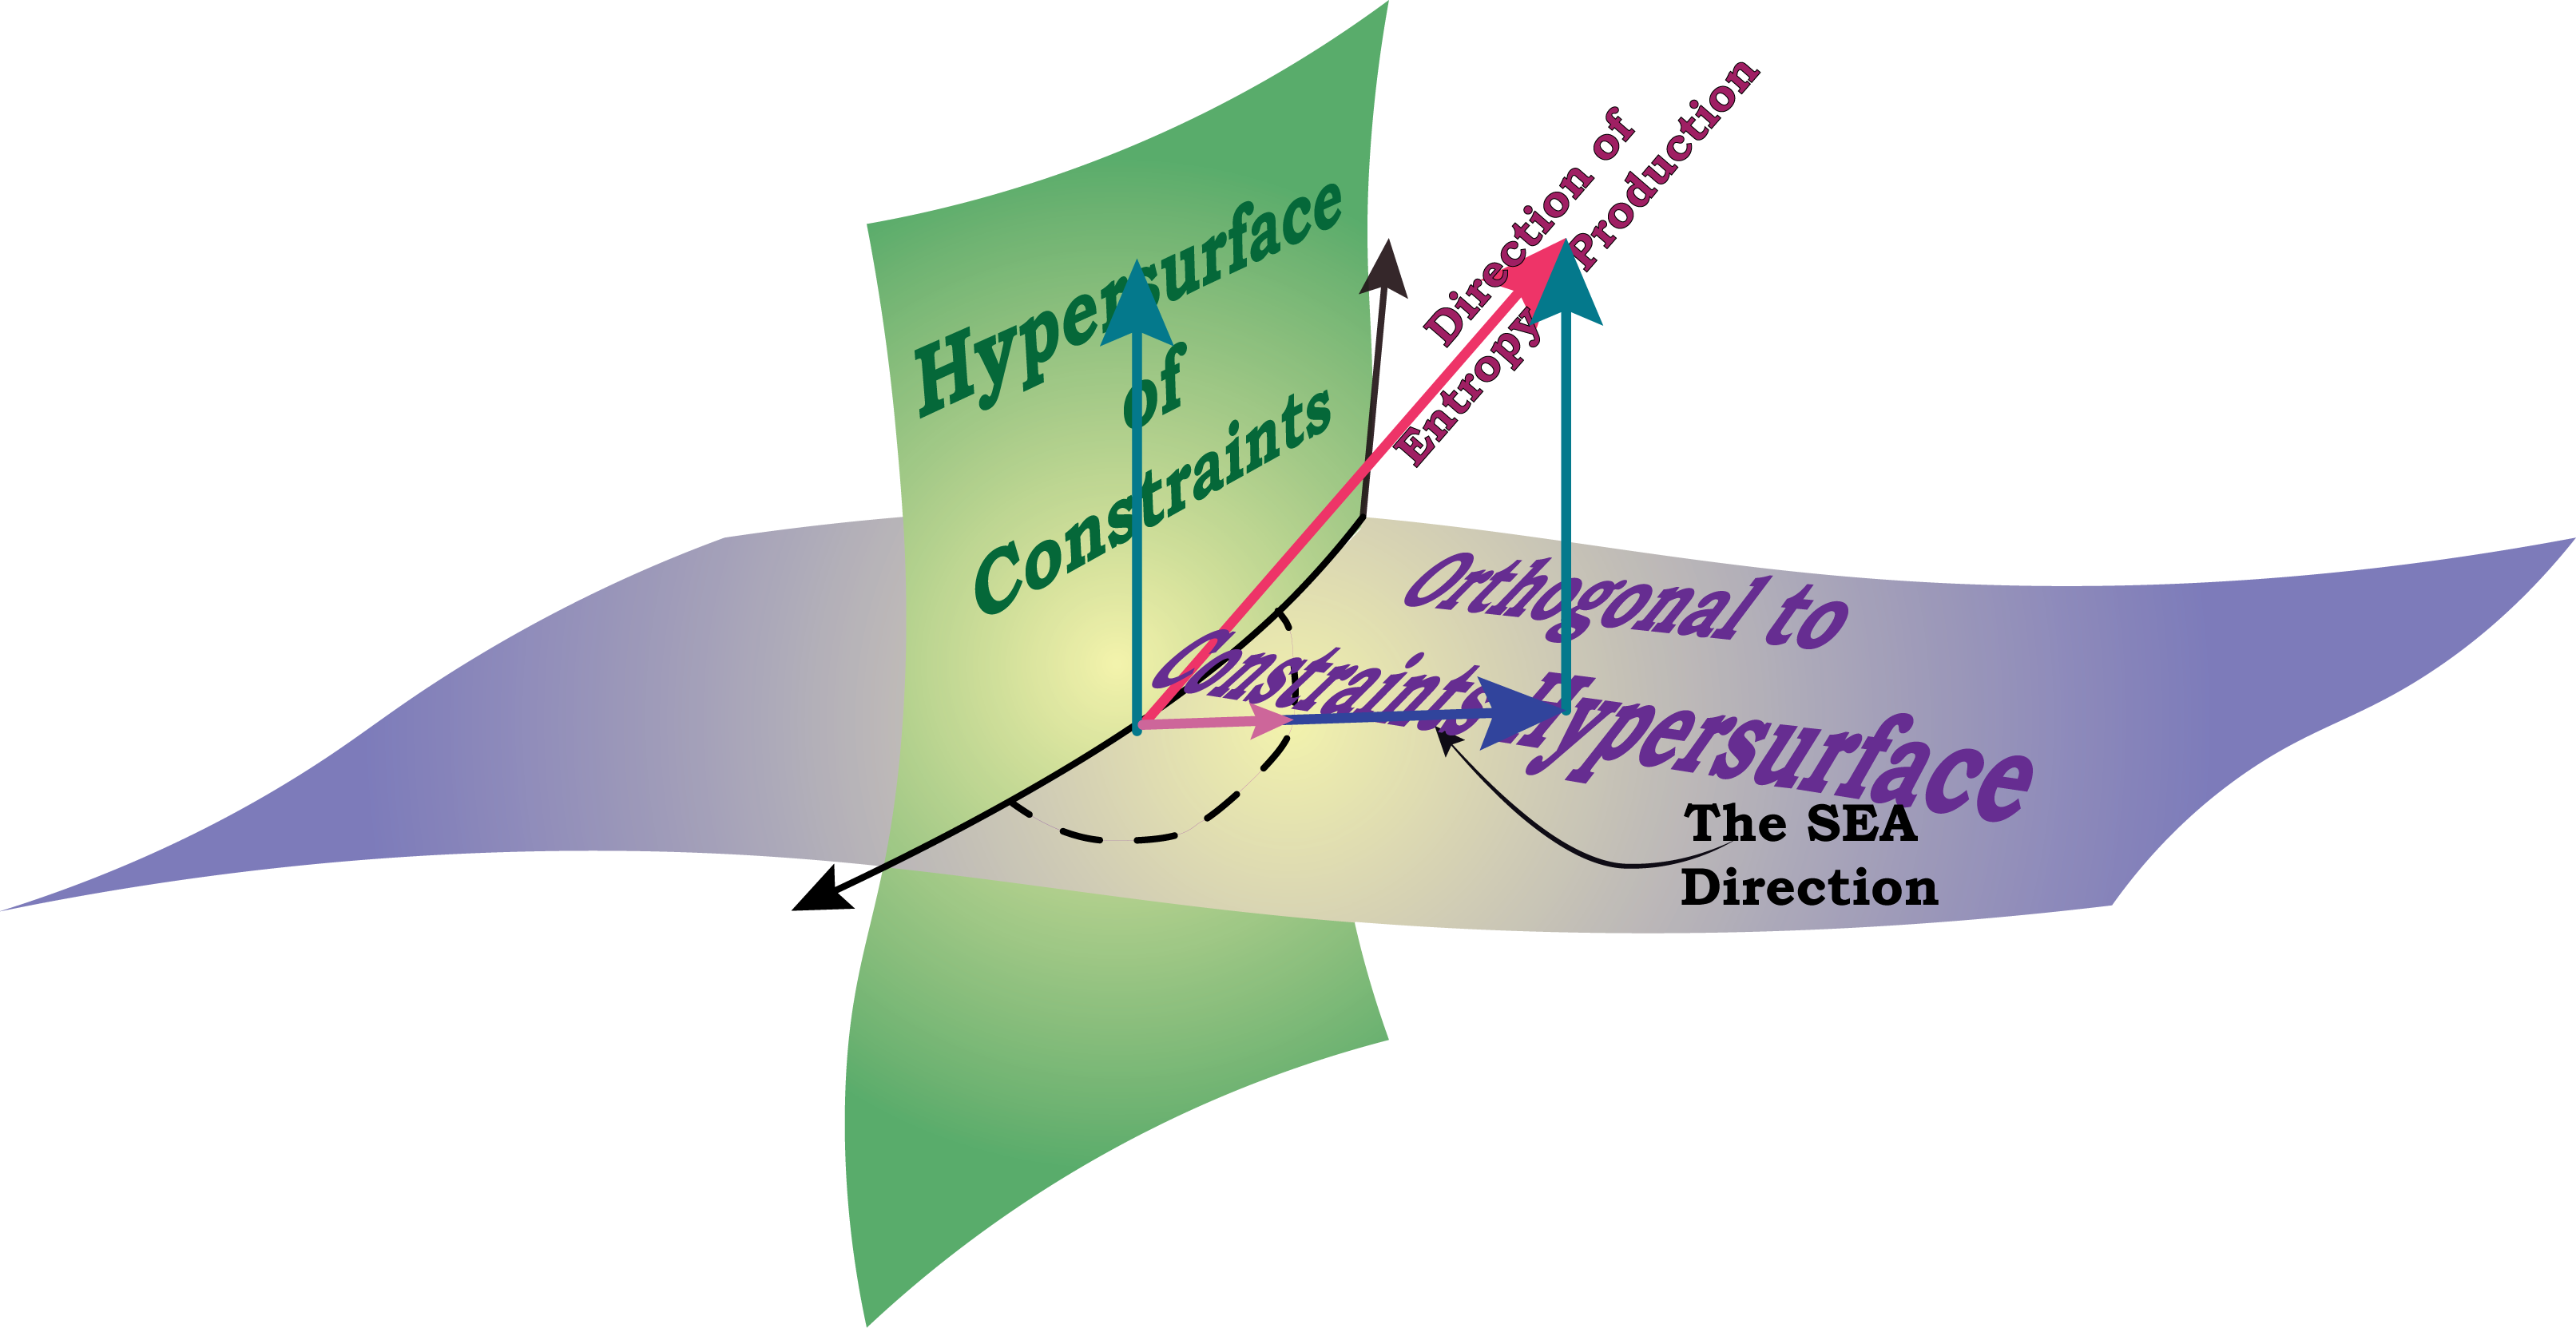 Hypersurface
of
Constraints
Direction of
Entropy Production
Orthogonal to
Constraints Hypersurface
The SEA
Direction